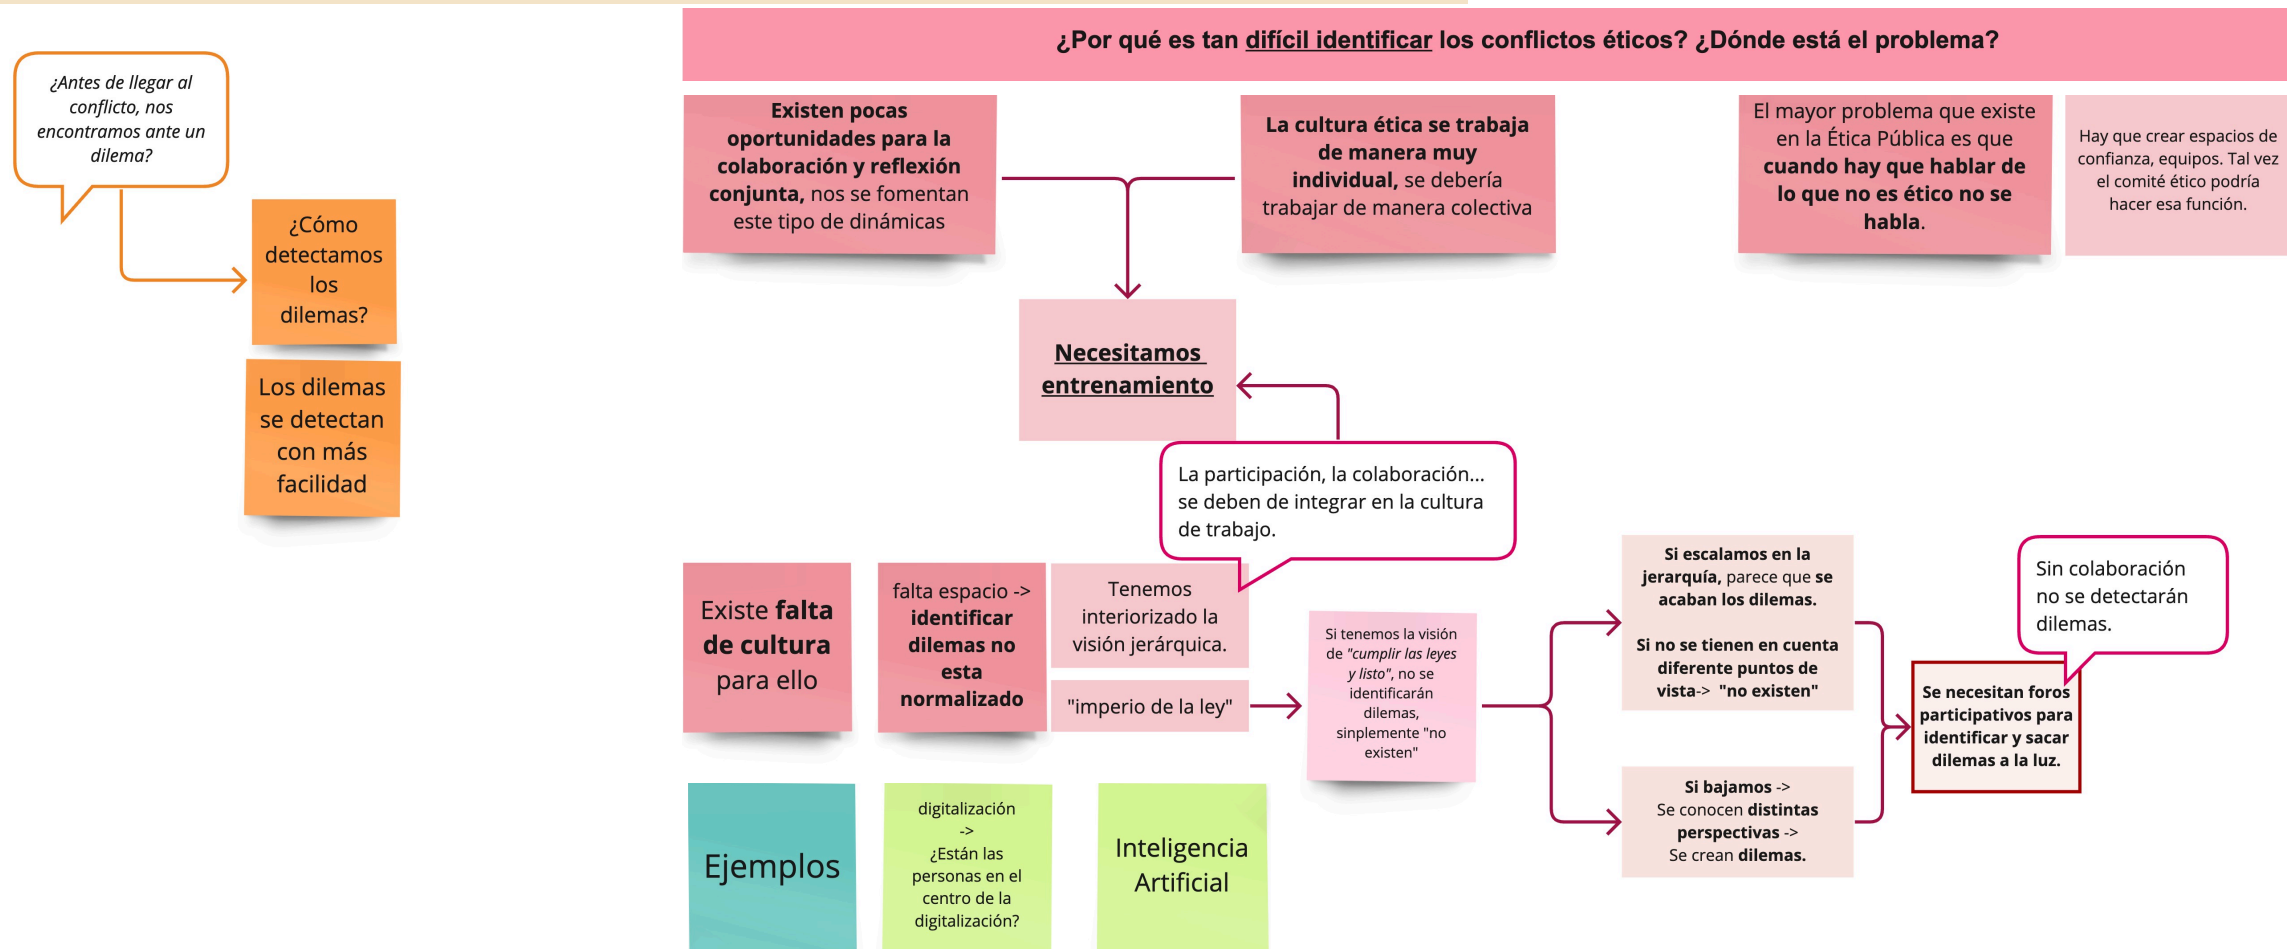 ¿Por qué es tan difícil identificar los conflictos éticos? ¿Dónde está el problema?
¿Antes de llegar al
conflicto, nos
encontramos ante un
dilema?
¿Cómo
detectamos
los
dilemas?
Los dilemas
se detectan
con más
facilidad
Existen pocas
oportunidades para la
colaboración y reflexión
conjunta, nos se fomentan
este tipo de dinámicas
La cultura ética se trabaja
de manera muy
individual, se debería
trabajar de manera colectiva
El mayor problema que existe
en la Ética Pública es que
cuando hay que hablar de
lo que no es ético no se
habla.
Hay que crear espacios de
confianza, equipos. Tal vez
el comité ético podría
hacer esa función.
Necesitamos
entrenamiento
La participación, la colaboración...
se deben de integrar en la cultura
de trabajo.
Existe falta
de cultura
para ello
falta espacio ->
identificar
dilemas no
esta
normalizado
Tenemos
interiorizado la
visión jerárquica.
"imperio de la ley"
Si tenemos la visión
de "cumplir las leyes
y listo", no se
identificarán
dilemas,
sinplemente "no
existen"
Si escalamos en la
jerarquía, parece que se
acaban los dilemas.
Si no se tienen en cuenta
diferente puntos de
vista-> "no existen"
Si bajamos ->
Se conocen distintas
perspectivas ->
Se crean dilemas.
Sin colaboración
no se detectarán
dilemas.
Se necesitan foros
participativos para
identificar y sacar
dilemas a la luz.
Ejemplos
digitalización
->
¿Están las
personas en el
centro de la
digitalización?
Inteligencia
Artificial